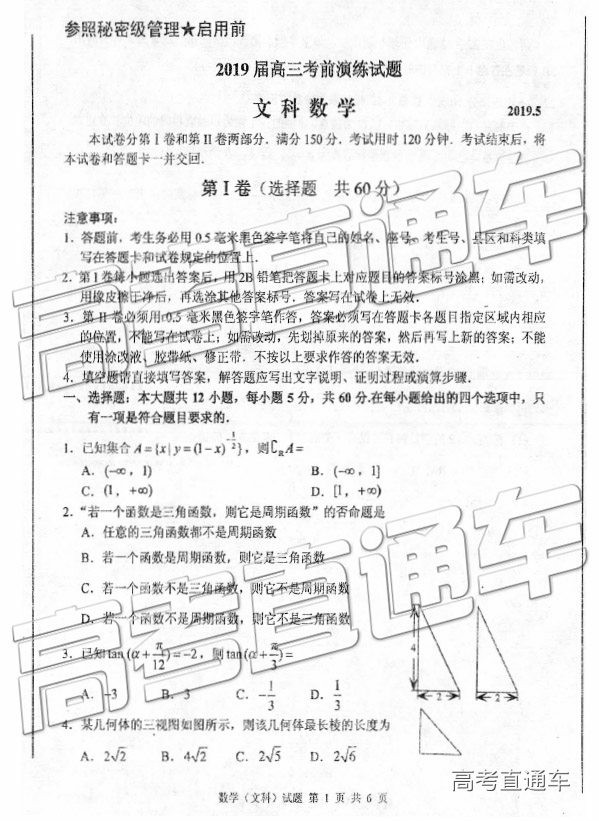 参照秘密级管理★启用前
2019届高三考前演练试题
文科数学
2019.5
本试卷分第Ⅰ卷和第Ⅱ卷两部分．满分150分．考试用时120分钟．考试结束后，将
本试卷和答题卡一并交回．
第Ⅰ卷（选择题 共60分）
注意事项：
1．答题前，考生务必用0.5毫米黑色签字笔将自己的姓名、座号、考生号、县区和科类填
写在答题卡和试卷规定的位置上．
2．第Ⅰ卷每小题选出答案后，用2B铅笔把答题卡上对应题目的答案标号涂黑；如需改动，
用橡皮擦干净后，再选涂其他答案标号．答案写在试卷上无效．
3．第Ⅱ卷必须用0.5毫米黑色签字笔作答，答案必须写在答题卡各题目指定区域内相应
的位置，不能写在试卷上；如需改动，先划掉原来的答案，然后再写上新的答案；不能
使用涂改液、胶带纸、修正带．不按以上要求作答的答案无效．
4．填空题请直接填写答案，解答题应写出文字说明、证明过程或演算步骤．
一、选择题：本大题共12小题，每小题5分，共60分.在每小题给出的四个选项中，只
有一项是符合题目要求的．
1．已知集合A={x|y=(1−x)^{-1/2}}，则∁_R A=
A．(−∞，1) B．(−∞，1]
C．(1，+∞) D．[1，+∞)
2．“若一个函数是三角函数，则它是周期函数”的否命题是
A．任意的三角函数都不是周期函数
B．若一个函数是周期函数，则它是三角函数
C．若一个函数不是三角函数，则它不是周期函数
D．若一个函数不是周期函数，则它不是三角函数
3．已知tan(α+π/12)=−2，则tan(α+π/3)=
A．-3 B．3 C．−1/3 D．1/3
4 2 2
4．某几何体的三视图如图所示，则该几何体最长棱的长度为
A．2√2 B．4√2 C．2√5 D．2√6
数学（文科）试题 第1页共6页
高考直通车
高考直通车
高考直通车
高考直通车